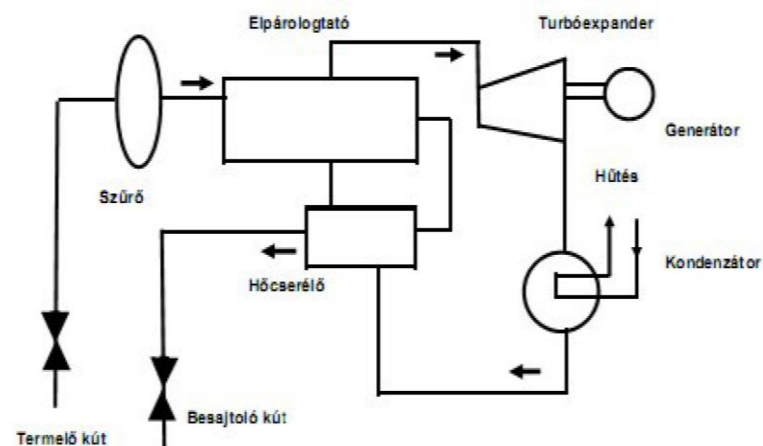 Elpárologtató
Turbóexpander
Generátor
Szűrő
Hűtés
Hőcserélő
Kondenzátor
Besajtoló kút
Termelő kút